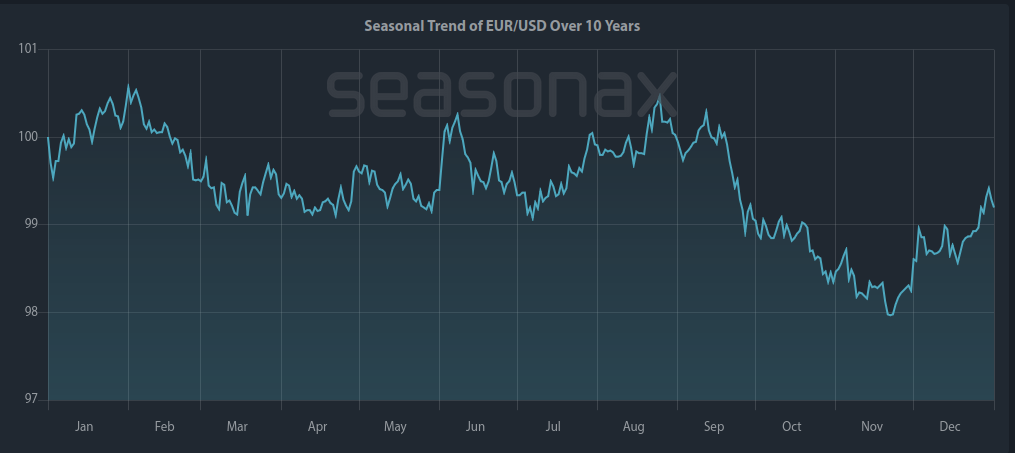 Seasonal Trend of EUR/USD Over 10 Years
seasonax
101
100
99
98
97
Jan Feb Mar Apr May Jun Jul Aug Sep Oct Nov Dec